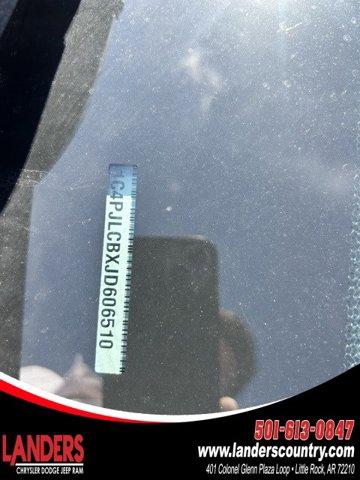 1C4PJLCBXJD606510
LANDERS
CHRYSLER DODGE JEEP RAM
501-613-0847
www.landerscountry.com
401 Colonel Glenn Plaza Loop • Little Rock, AR 72210